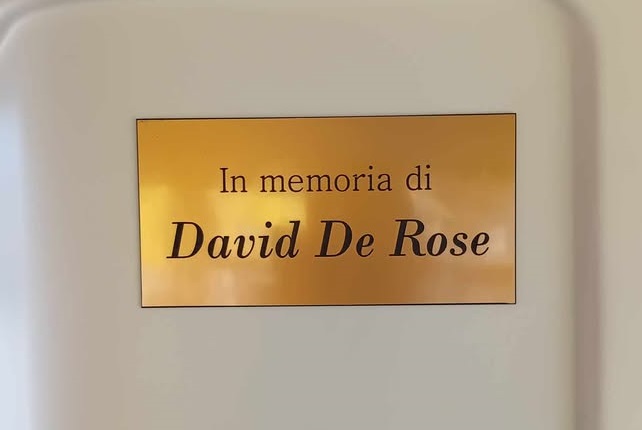 In memoria di
David De Rose